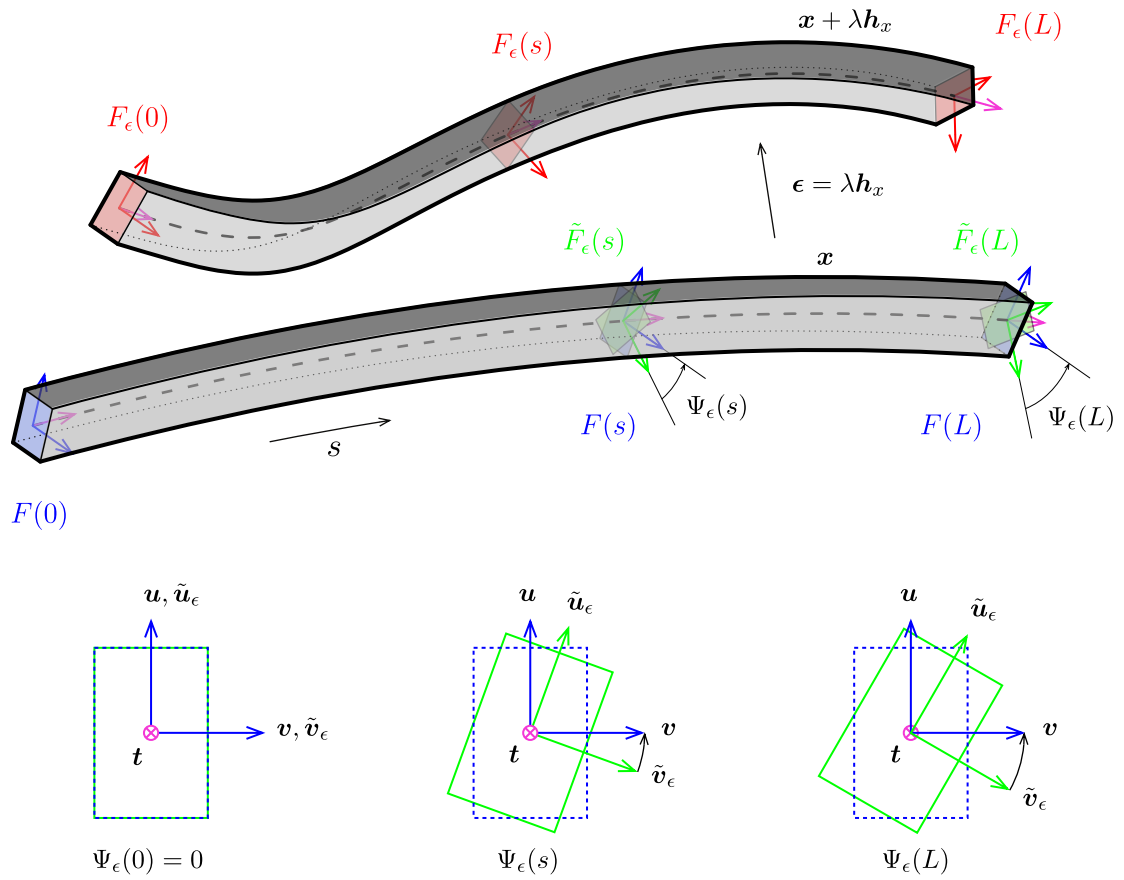 x + λh_x
F_ϵ(L)
F_ϵ(s)
F_ϵ(0)
ϵ = λh_x
F̃_ϵ(s)
F̃_ϵ(L)
x
Ψ_ϵ(s)
Ψ_ϵ(L)
F(s)
F(L)
s
F(0)
u, ũ_ϵ
v, ṽ_ϵ
t
Ψ_ϵ(0) = 0
u
ũ_ϵ
v
ṽ_ϵ
t
Ψ_ϵ(s)
u
ũ_ϵ
v
ṽ_ϵ
t
Ψ_ϵ(L)